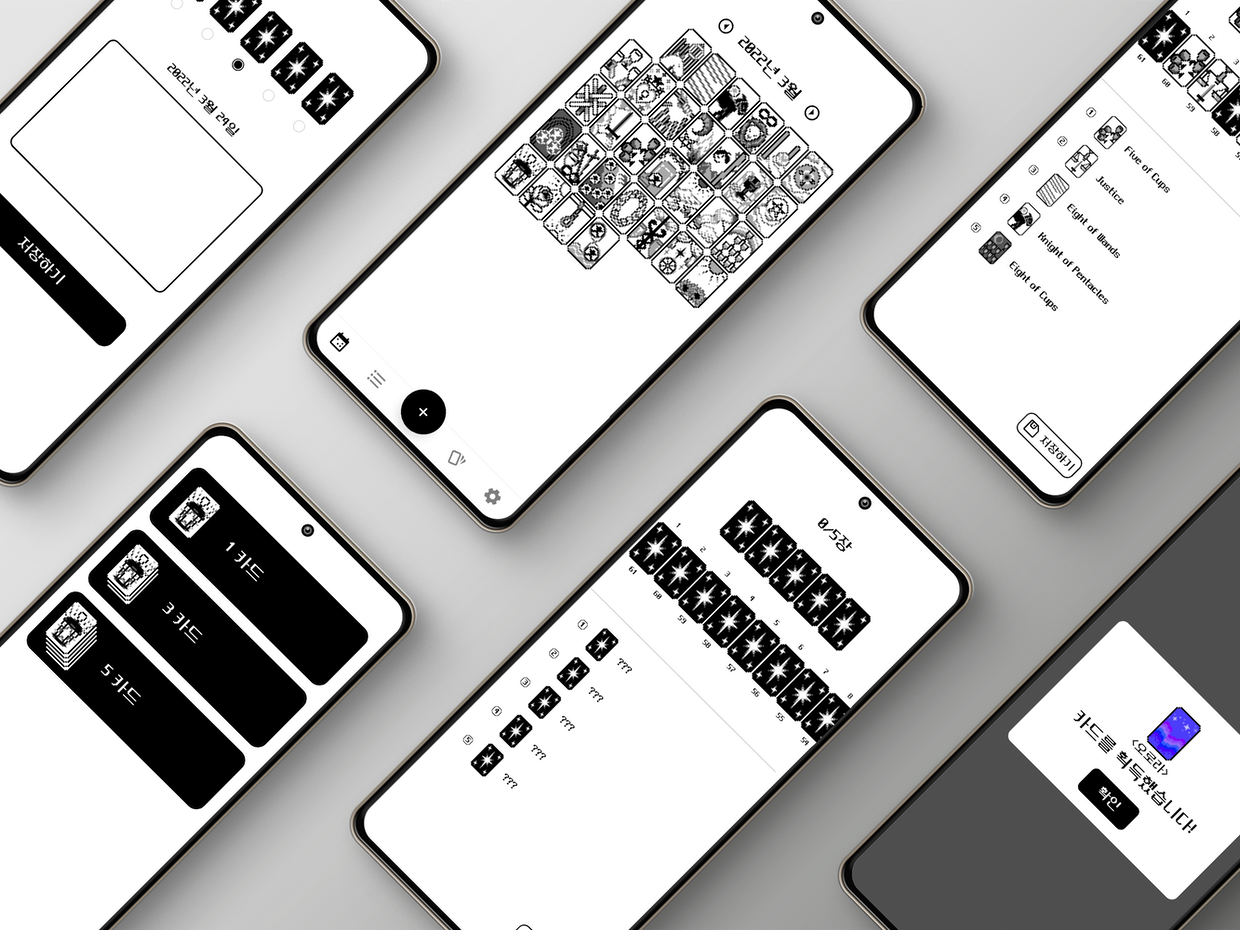 2022년 3월 29일
저장하기
2022년 3월
61
60
59
58
1
2
3
①
Five of Cups
②
Justice
③
Eight of Wands
④
Knight of Pentacles
⑤
Eight of Cups
저장하기
1 카드
3 카드
5 카드
0/5장
1
2
3
4
5
6
7
8
61
60
59
58
57
56
55
54
①
???
②
???
③
???
④
???
⑤
???
<오로라>
카드를 획득했습니다!
확인